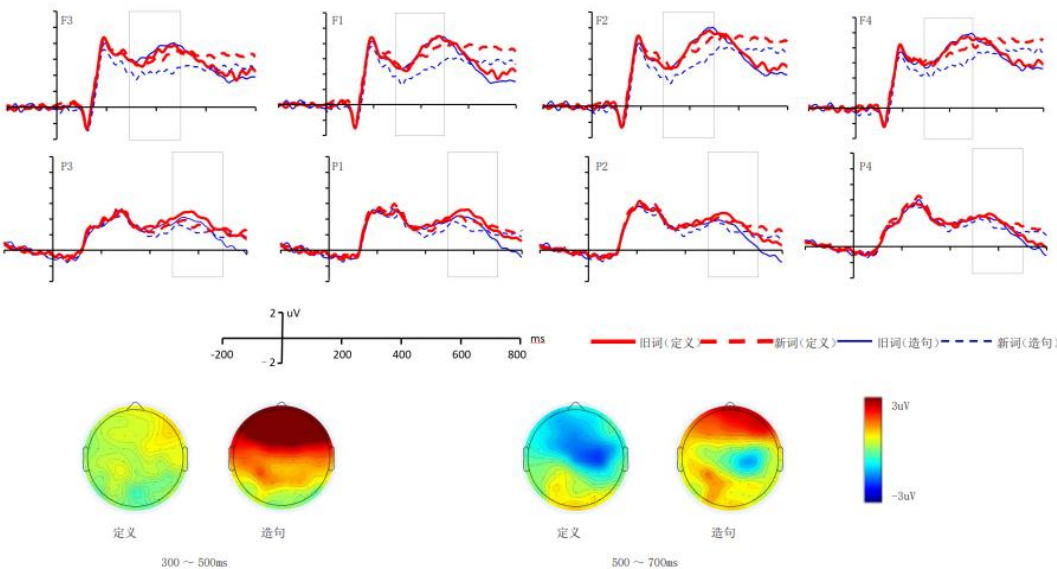 F3
F1
F2
F4
P3
P1
P2
P4
2 uV
-200 200 400 600 800 ms
-2
旧词(定义) 新词(定义) 旧词(造句) 新词(造句)
3uV
-3uV
定义 造句 定义 造句
300 ～ 500ms 500 ～ 700ms